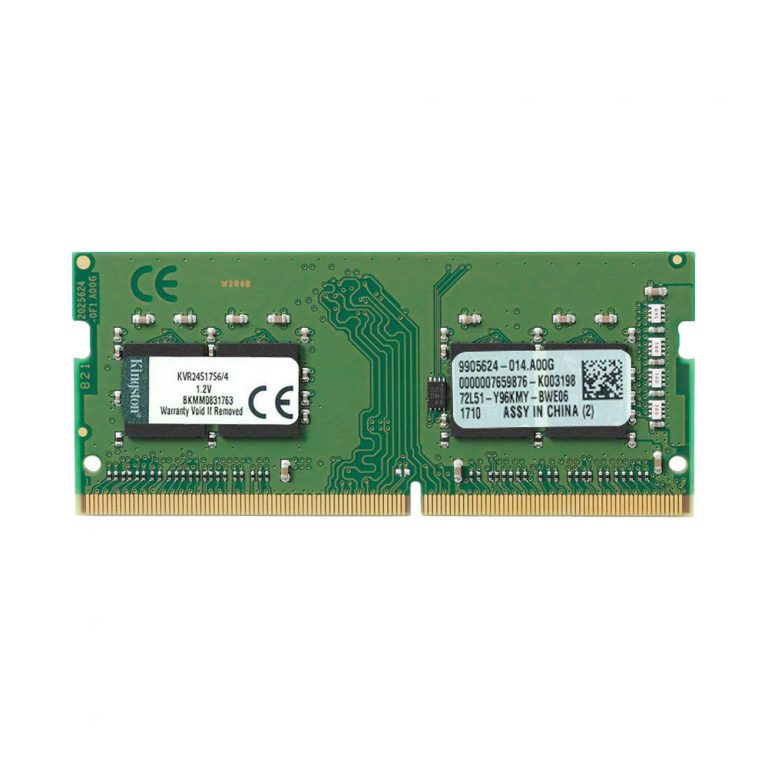 CE
W2R6B
2025624
-0F1 A00G
821
Kingston
KVR24S17S6/4
1.2V
BKMM0831763
Warranty Void If Removed
CE
9905624-014.A00G
0000007659876-K003198
72L51-Y96KMY-BWE06
1710 ASSY IN CHINA (2)